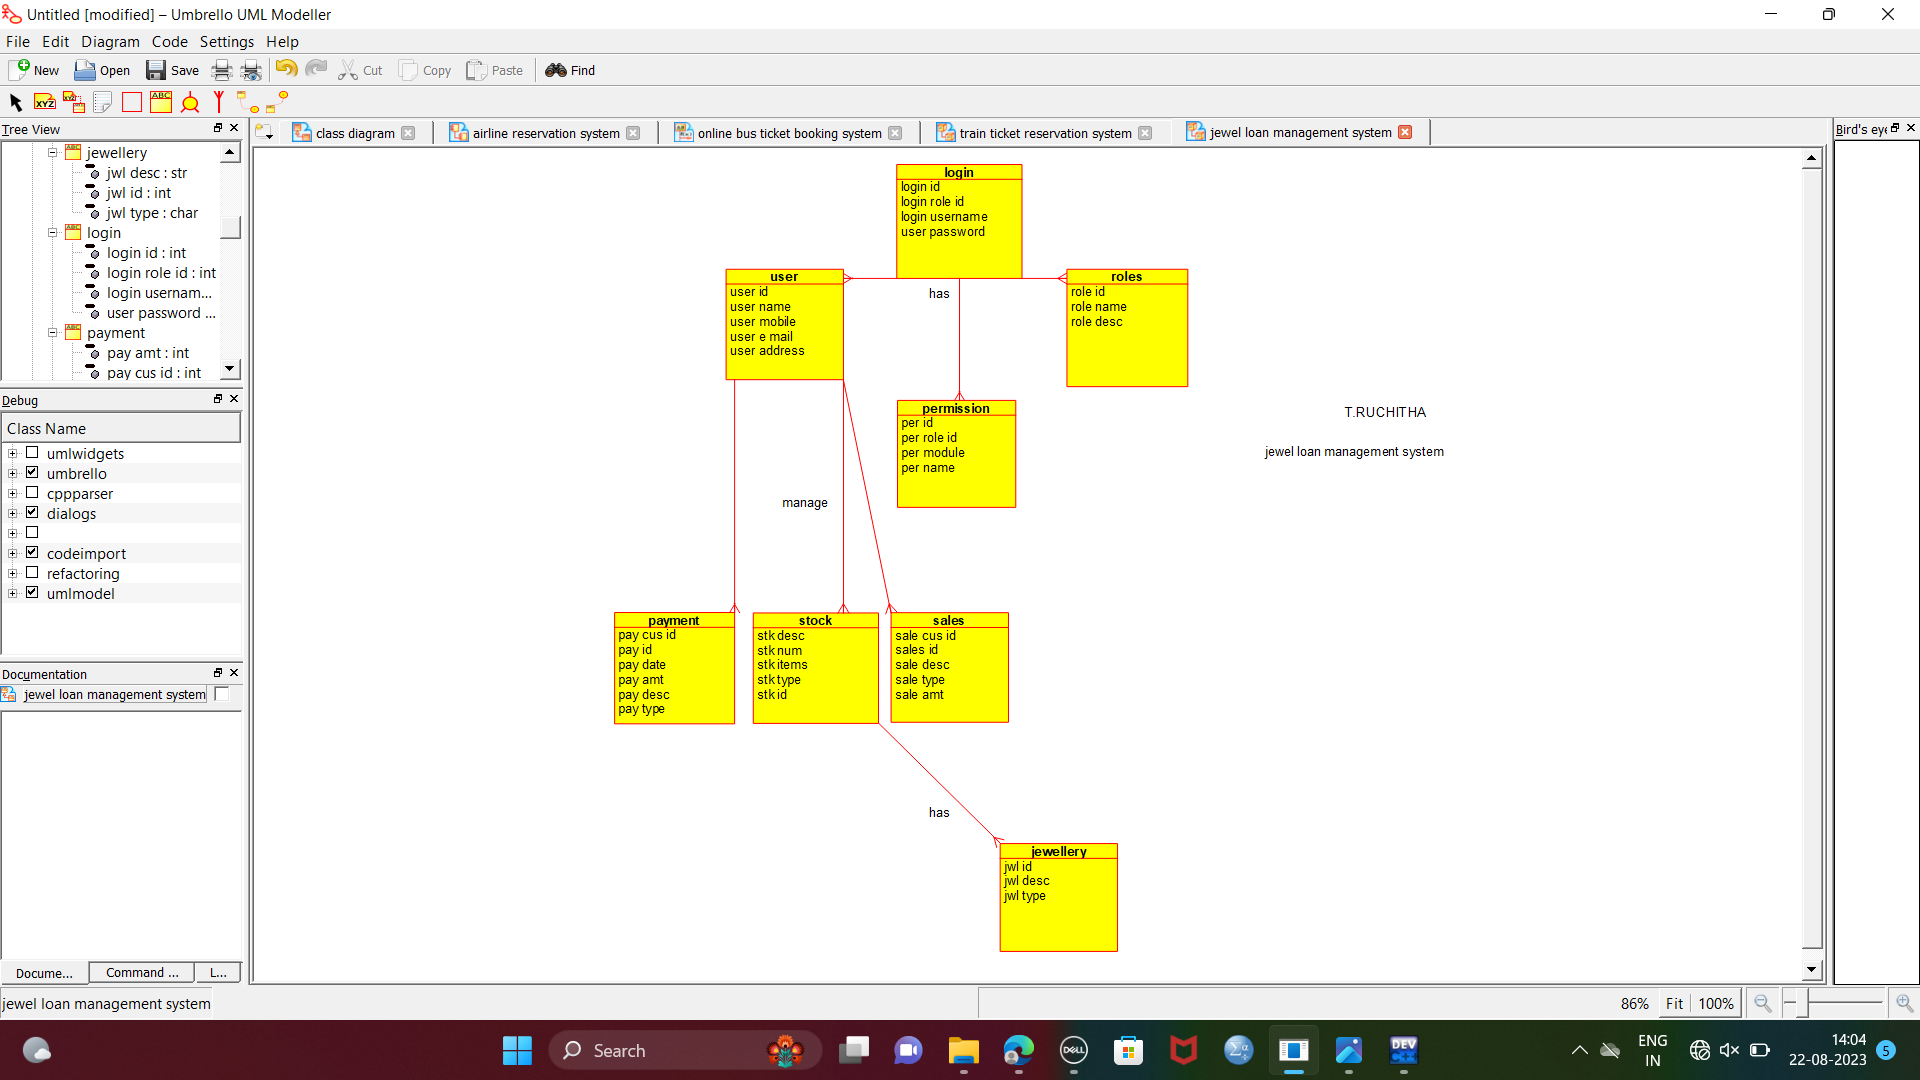 Untitled [modified] – Umbrello UML Modeller
File Edit Diagram Code Settings Help
New Open Save Cut Copy Paste Find
XYZ XYZ ABC
Tree View
class diagram
airline reservation system
online bus ticket booking system
train ticket reservation system
jewel loan management system
Bird's eye
jewellery
jwl desc : str
jwl id : int
jwl type : char
login
login id : int
login role id : int
login usernam...
user password ...
payment
pay amt : int
pay cus id : int
Debug
Class Name
umlwidgets
umbrello
cppparser
dialogs
codeimport
refactoring
umlmodel
Documentation
jewel loan management system
Docume... Command ... L...
login
login id
login role id
login username
user password
user
user id
user name
user mobile
user e mail
user address
has
roles
role id
role name
role desc
permission
per id
per role id
per module
per name
T.RUCHITHA
jewel loan management system
manage
payment
pay cus id
pay id
pay date
pay amt
pay desc
pay type
stock
stk desc
stk num
stk items
stk type
stk id
sales
sale cus id
sales id
sale desc
sale type
sale amt
has
jewellery
jwl id
jwl desc
jwl type
jewel loan management system
86% Fit 100%
Search
DELL
DEV
C++
ENG
IN
14:04
22-08-2023
5